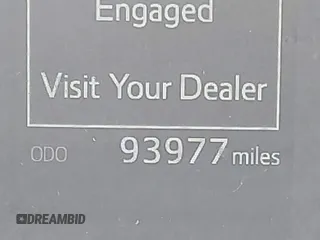 Engaged
Visit Your Dealer
ODO 93977 miles
DREAMBID